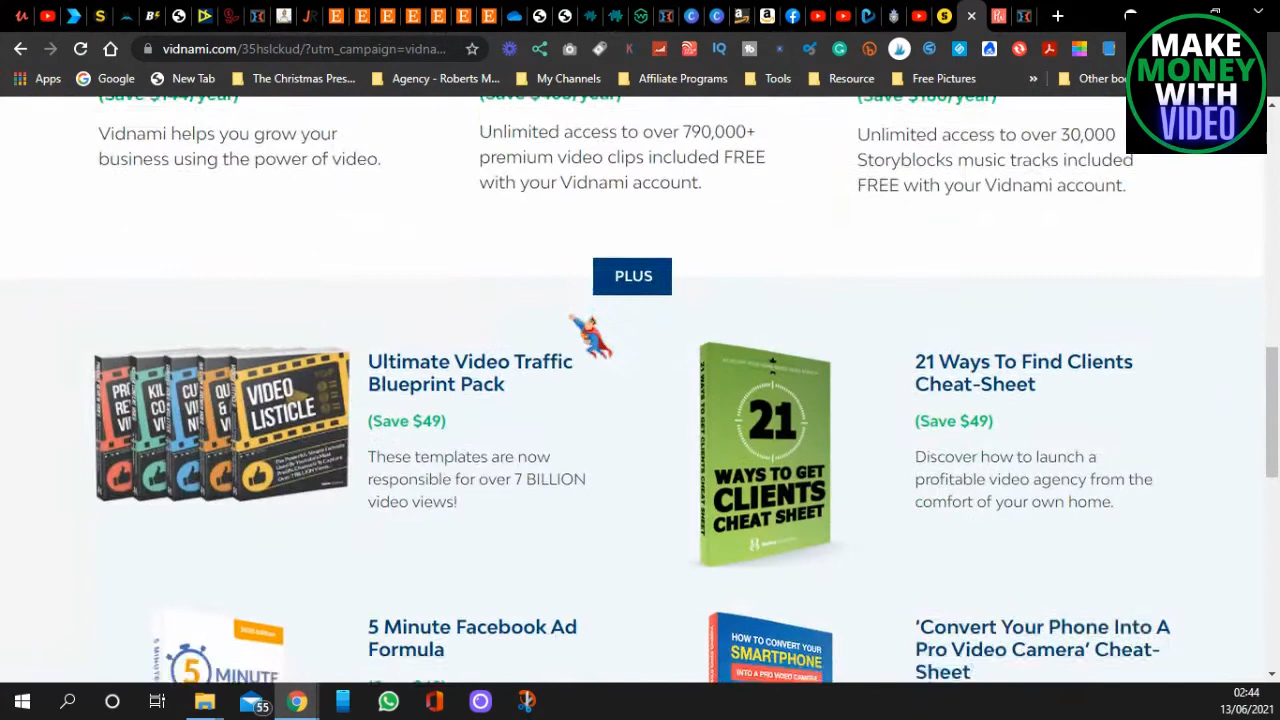 vidnami.com/35hslckud/?utm_campaign=vidna...
Apps
Google
New Tab
The Christmas Pres...
Agency - Roberts M...
My Channels
Affiliate Programs
Tools
Resource
Free Pictures
»
Other bo
MAKE
MONEY
WITH
VIDEO
(Save $144/year)
Vidnami helps you grow your
business using the power of video.
Unlimited access to over 790,000+
premium video clips included FREE
with your Vidnami account.
(Save $180/year)
Unlimited access to over 30,000
Storyblocks music tracks included
FREE with your Vidnami account.
PLUS
VIDEO
LISTICLE
Ultimate Video Traffic
Blueprint Pack
(Save $49)
These templates are now
responsible for over 7 BILLION
video views!
21
WAYS TO GET
CLIENTS
CHEAT SHEET
21 Ways To Find Clients
Cheat-Sheet
(Save $49)
Discover how to launch a
profitable video agency from the
comfort of your own home.
5
MINUTE
5 Minute Facebook Ad
Formula
HOW TO CONVERT YOUR
SMARTPHONE
INTO A PRO VIDEO CAMERA
‘Convert Your Phone Into A
Pro Video Camera’ Cheat-
Sheet
55
02:44
13/06/2021